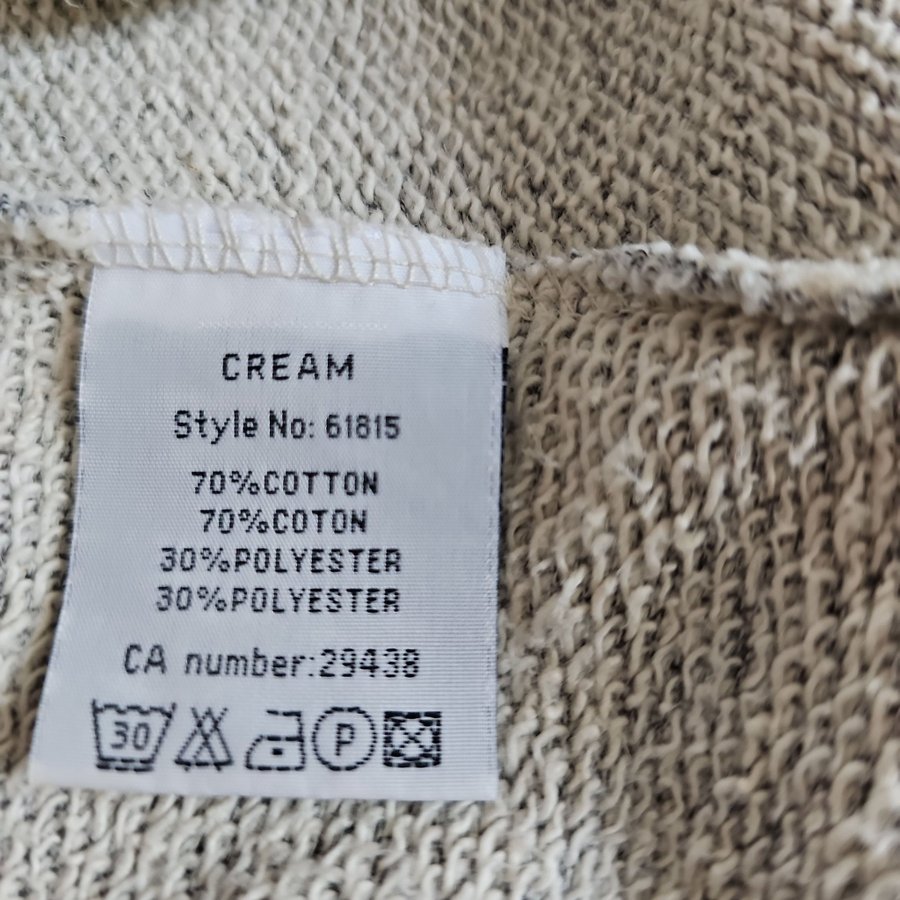 CREAM
Style No: 61815
70%COTTON
70%COTON
30%POLYESTER
30%POLYESTER
CA number:29438
30 P